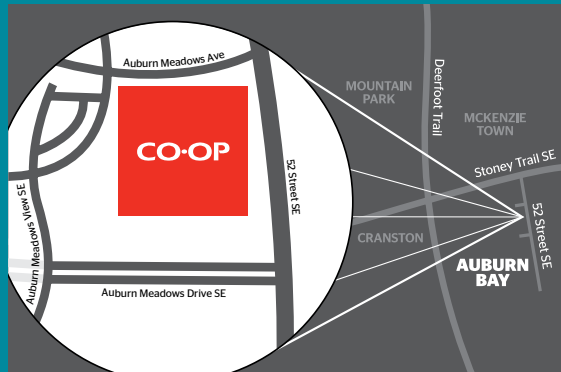 Auburn Meadows Ave
CO•OP
52 Street SE
Auburn Meadows View SE
Auburn Meadows Drive SE
MOUNTAIN
PARK
Deerfoot Trail
MCKENZIE
TOWN
Stoney Trail SE
52 Street SE
CRANSTON
AUBURN
BAY